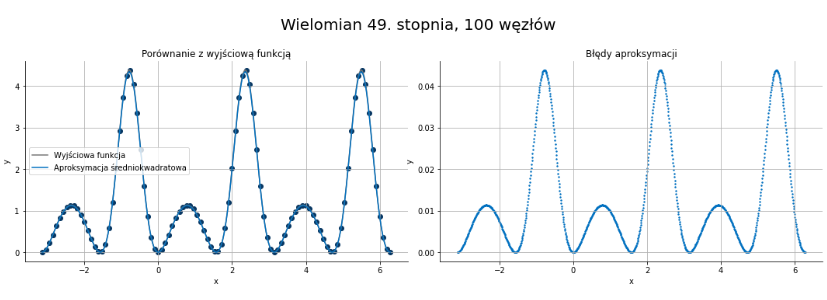 Wielomian 49. stopnia, 100 węzłów
Porównanie z wyjściową funkcją
4
3
2
1
0
y
Wyjściowa funkcja
Aproksymacja średniokwadratowa
−2
0
2
4
6
x
Błędy aproksymacji
0.04
0.03
0.02
0.01
0.00
y
−2
0
2
4
6
x